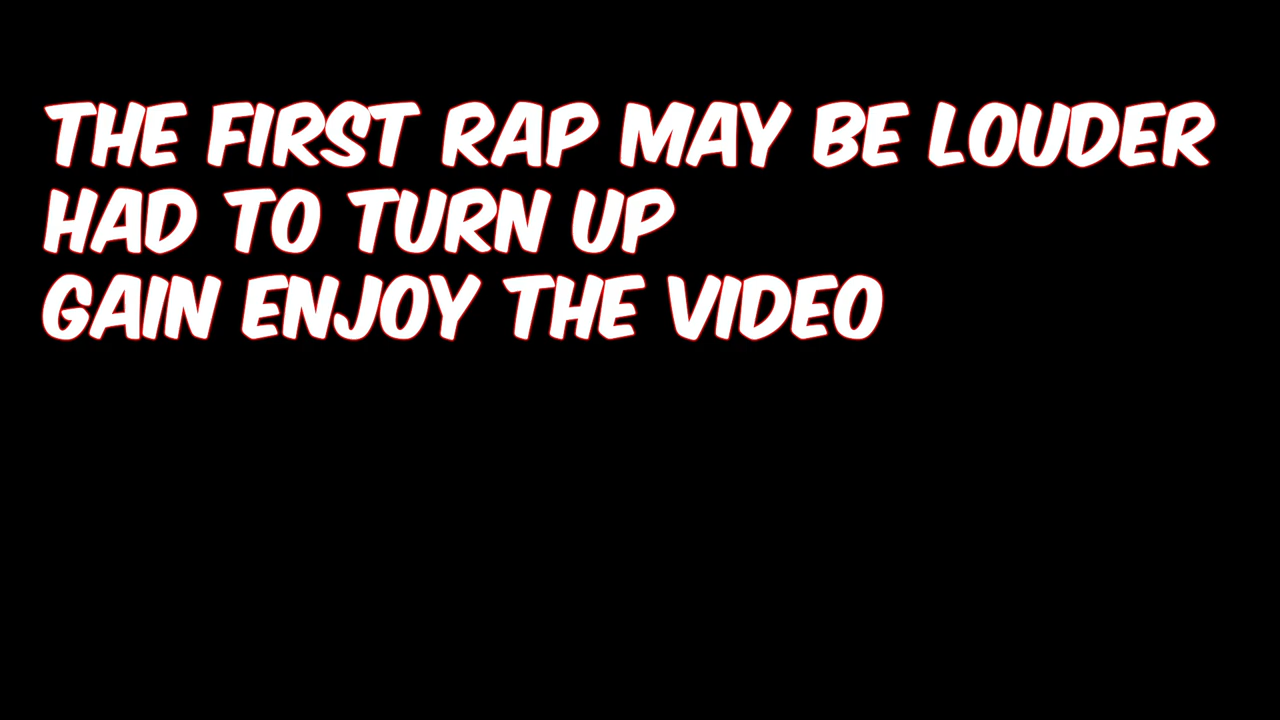 THE FIRST RAP MAY BE LOUDER
HAD TO TURN UP
GAIN ENJOY THE VIDEO